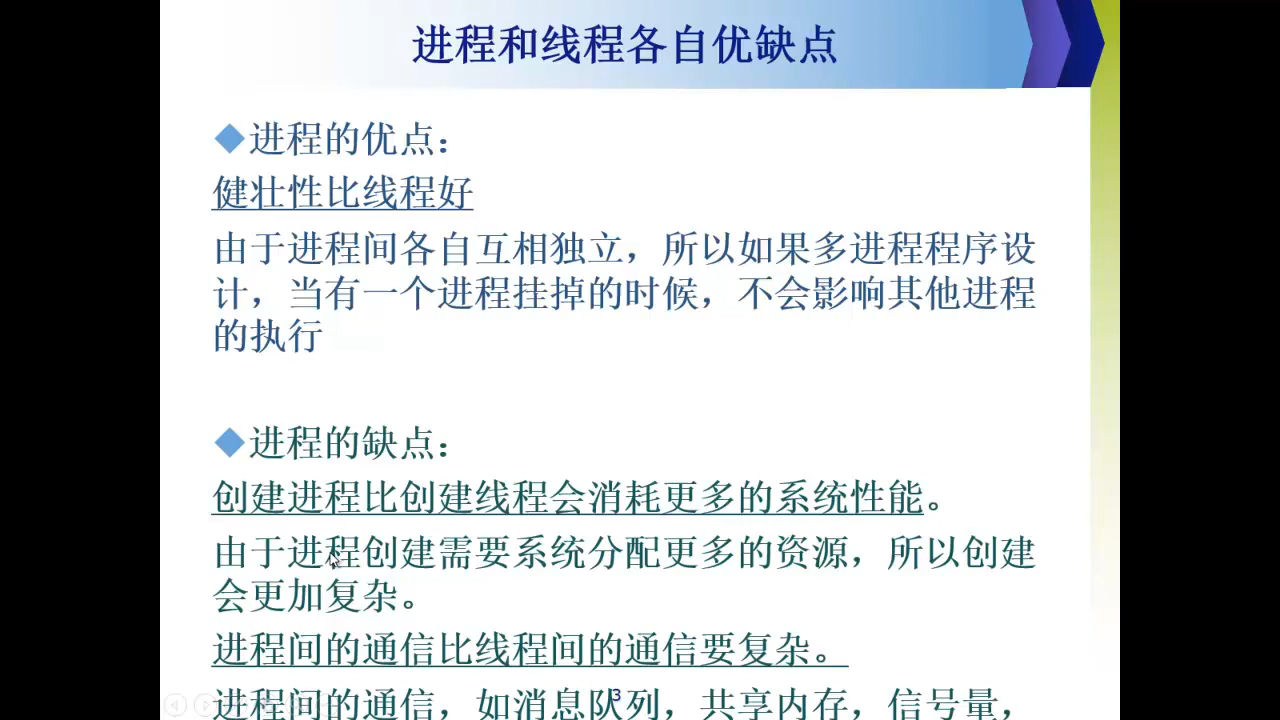 进程和线程各自优缺点
进程的优点：
健壮性比线程好
由于进程间各自互相独立，所以如果多进程程序设
计，当有一个进程挂掉的时候，不会影响其他进程
的执行
进程的缺点：
创建进程比创建线程会消耗更多的系统性能。
由于进程创建需要系统分配更多的资源，所以创建
会更加复杂。
进程间的通信比线程间的通信要复杂。
进程间的通信，如消息队列，共享内存，信号量，
3